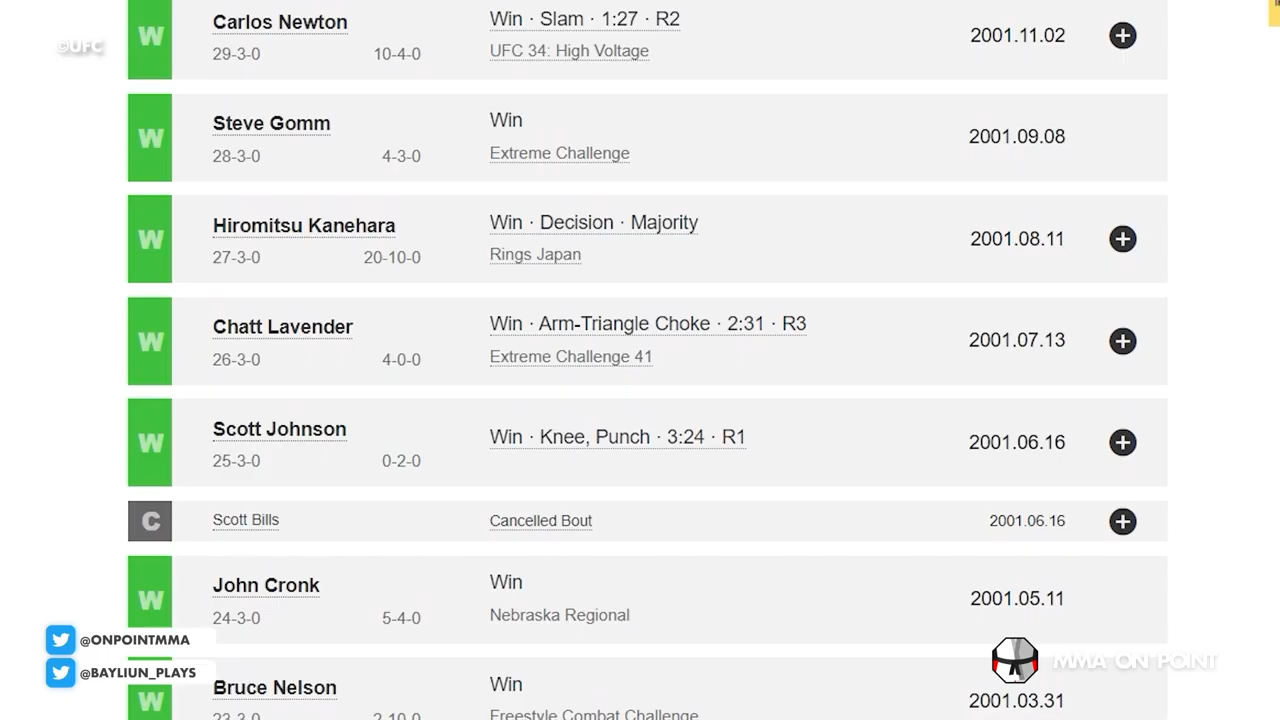 ©UFC
W
Carlos Newton
29-3-0
10-4-0
Win · Slam · 1:27 · R2
UFC 34: High Voltage
2001.11.02
W
Steve Gomm
28-3-0
4-3-0
Win
Extreme Challenge
2001.09.08
W
Hiromitsu Kanehara
27-3-0
20-10-0
Win · Decision · Majority
Rings Japan
2001.08.11
W
Chatt Lavender
26-3-0
4-0-0
Win · Arm-Triangle Choke · 2:31 · R3
Extreme Challenge 41
2001.07.13
W
Scott Johnson
25-3-0
0-2-0
Win · Knee, Punch · 3:24 · R1
2001.06.16
C
Scott Bills
Cancelled Bout
2001.06.16
W
John Cronk
24-3-0
5-4-0
Win
Nebraska Regional
2001.05.11
W
Bruce Nelson
23-3-0
2-10-0
Win
Freestyle Combat Challenge
2001.03.31
@ONPOINTMMA
@BAYLIUN_PLAYS
MMA ON POINT